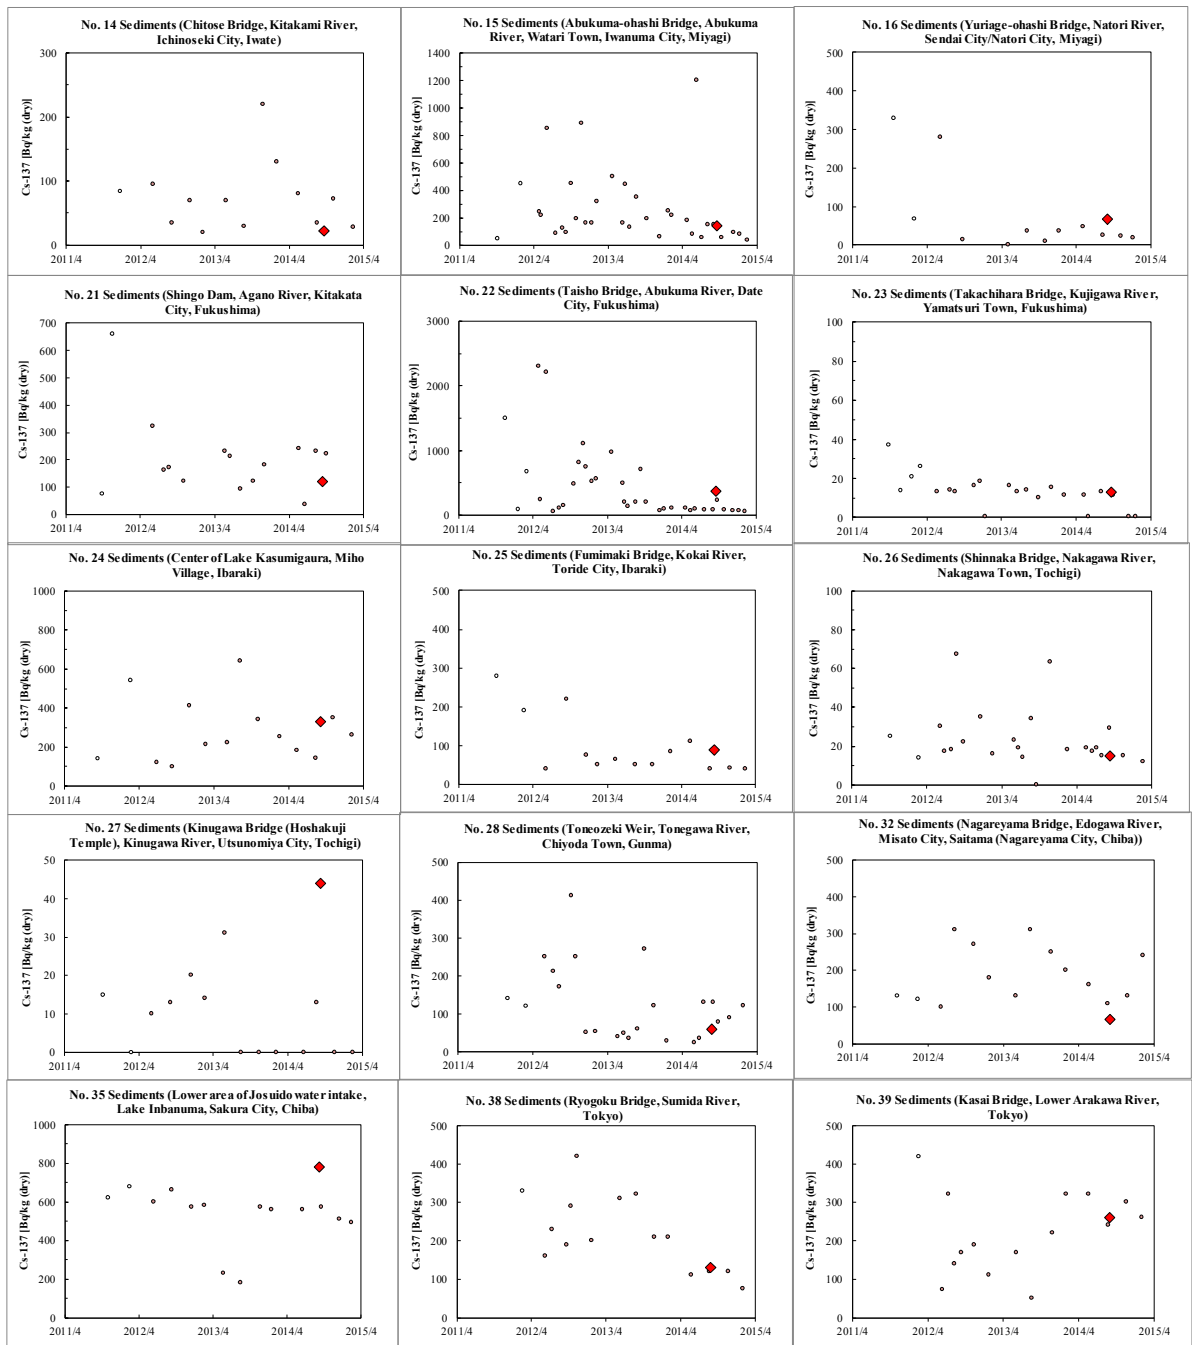 No. 14 Sediments (Chitose Bridge, Kitakami River,
Ichinoseki City, Iwate)
Cs-137 [Bq/kg (dry)]
300
200
100
0
2011/4 2012/4 2013/4 2014/4 2015/4
No. 15 Sediments (Abukuma-ohashi Bridge, Abukuma
River, Watari Town, Iwanuma City, Miyagi)
Cs-137 [Bq/kg (dry)]
1400
1200
1000
800
600
400
200
0
2011/4 2012/4 2013/4 2014/4 2015/4
No. 16 Sediments (Yuriage-ohashi Bridge, Natori River,
Sendai City/Natori City, Miyagi)
Cs-137 [Bq/kg (dry)]
500
400
300
200
100
0
2011/4 2012/4 2013/4 2014/4 2015/4
No. 21 Sediments (Shingo Dam, Agano River, Kitakata
City, Fukushima)
Cs-137 [Bq/kg (dry)]
700
600
500
400
300
200
100
0
2011/4 2012/4 2013/4 2014/4 2015/4
No. 22 Sediments (Taisho Bridge, Abukuma River, Date
City, Fukushima)
Cs-137 [Bq/kg (dry)]
3000
2000
1000
0
2011/4 2012/4 2013/4 2014/4 2015/4
No. 23 Sediments (Takachihara Bridge, Kujigawa River,
Yamatsuri Town, Fukushima)
Cs-137 [Bq/kg (dry)]
100
80
60
40
20
0
2011/4 2012/4 2013/4 2014/4 2015/4
No. 24 Sediments (Center of Lake Kasumigaura, Miho
Village, Ibaraki)
Cs-137 [Bq/kg (dry)]
1000
800
600
400
200
0
2011/4 2012/4 2013/4 2014/4 2015/4
No. 25 Sediments (Fumimaki Bridge, Kokai River,
Toride City, Ibaraki)
Cs-137 [Bq/kg (dry)]
500
400
300
200
100
0
2011/4 2012/4 2013/4 2014/4 2015/4
No. 26 Sediments (Shinnaka Bridge, Nakagawa River,
Nakagawa Town, Tochigi)
Cs-137 [Bq/kg (dry)]
100
80
60
40
20
0
2011/4 2012/4 2013/4 2014/4 2015/4
No. 27 Sediments (Kinugawa Bridge (Hoshakuji
Temple), Kinugawa River, Utsunomiya City, Tochigi)
Cs-137 [Bq/kg (dry)]
50
40
30
20
10
0
2011/4 2012/4 2013/4 2014/4 2015/4
No. 28 Sediments (Toneozeki Weir, Tonegawa River,
Chiyoda Town, Gunma)
Cs-137 [Bq/kg (dry)]
500
400
300
200
100
0
2011/4 2012/4 2013/4 2014/4 2015/4
No. 32 Sediments (Nagareyama Bridge, Edogawa River,
Misato City, Saitama (Nagareyama City, Chiba))
Cs-137 [Bq/kg (dry)]
500
400
300
200
100
0
2011/4 2012/4 2013/4 2014/4 2015/4
No. 35 Sediments (Lower area of Josuido water intake,
Lake Inbanuma, Sakura City, Chiba)
Cs-137 [Bq/kg (dry)]
1000
800
600
400
200
0
2011/4 2012/4 2013/4 2014/4 2015/4
No. 38 Sediments (Ryogoku Bridge, Sumida River,
Tokyo)
Cs-137 [Bq/kg (dry)]
500
400
300
200
100
0
2011/4 2012/4 2013/4 2014/4 2015/4
No. 39 Sediments (Kasai Bridge, Lower Arakawa River,
Tokyo)
Cs-137 [Bq/kg (dry)]
500
400
300
200
100
0
2011/4 2012/4 2013/4 2014/4 2015/4